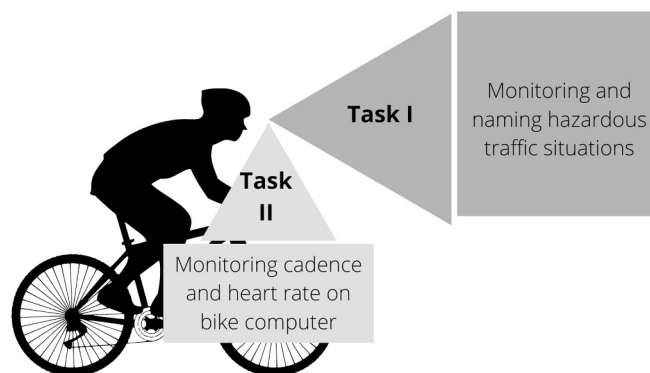 Task I
Monitoring and
naming hazardous
traffic situations
Task
II
Monitoring cadence
and heart rate on
bike computer